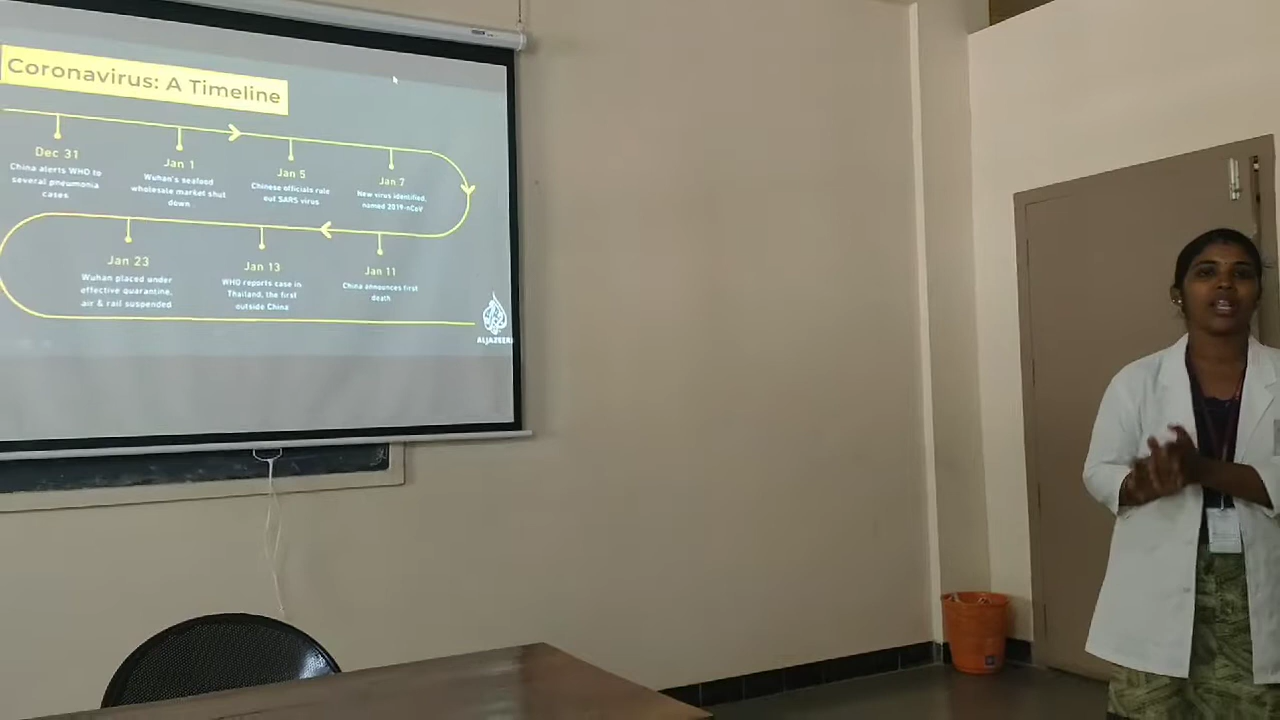 Coronavirus: A Timeline
Dec 31
China alerts WHO to
several pneumonia
cases
Jan 1
Wuhan's seafood
wholesale market shut
down
Jan 5
Chinese officials rule
out SARS virus
Jan 7
New virus identified,
named 2019-nCoV
Jan 23
Wuhan placed under
effective quarantine,
air & rail suspended
Jan 13
WHO reports case in
Thailand, the first
outside China
Jan 11
China announces first
death
ALJAZEERA